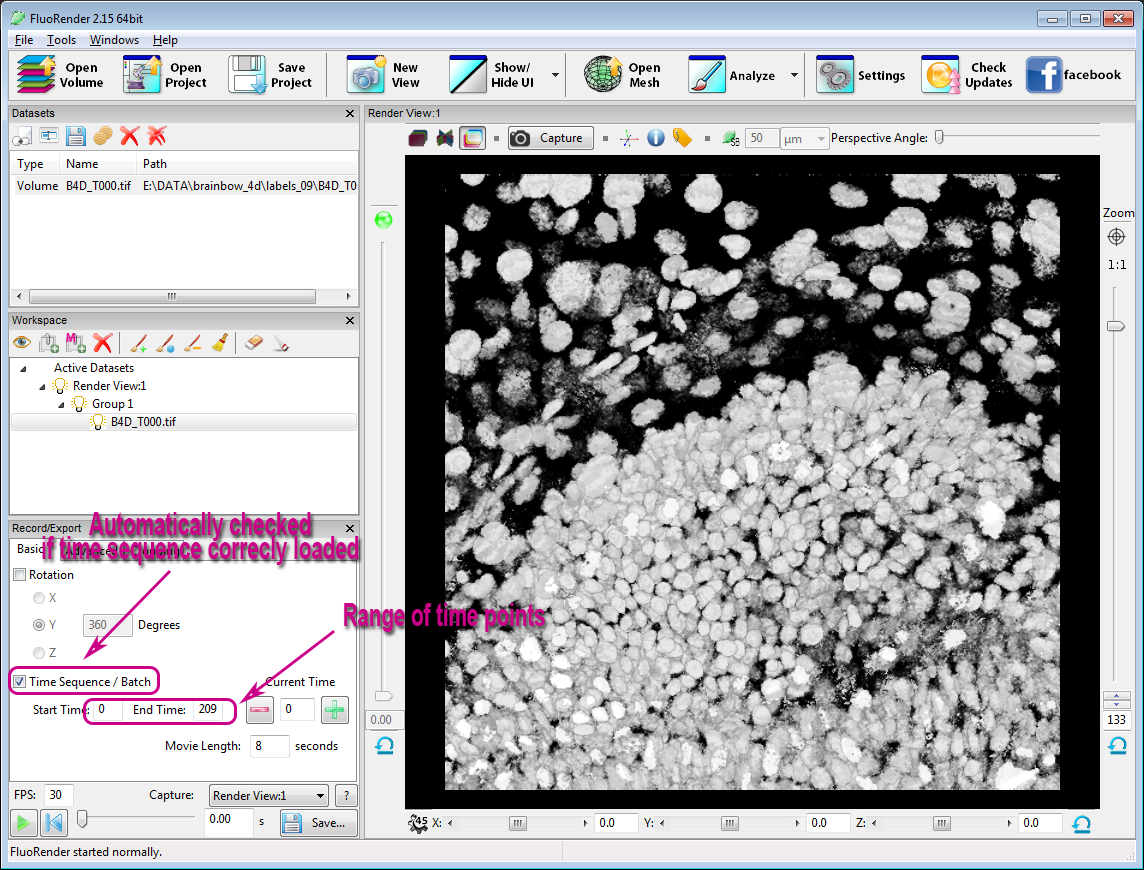 FluoRender 2.15 64bit
File Tools Windows Help
Open Volume
Open Project
Save Project
New View
Show/ Hide UI
Open Mesh
Analyze
Settings
Check Updates
facebook
Datasets
Type Name Path
Volume B4D_T000.tif E:\DATA\brainbow_4d\labels_09\B4D_T0
Workspace
Active Datasets
Render View:1
Group 1
B4D_T000.tif
Record/Export
Automatically checked
if time sequence correcly loaded
Basic
Rotation
X
Y 360 Degrees
Z
Range of time points
Time Sequence / Batch
Current Time
Start Time: 0 End Time: 209
0
Movie Length: 8 seconds
FPS: 30 Capture: Render View:1 ?
0.00 s Save...
Render View:1
Capture
SB
50 μm Perspective Angle:
0.00
Zoom
1:1
133
45 X: 0.0 Y: 0.0 Z: 0.0
FluoRender started normally.